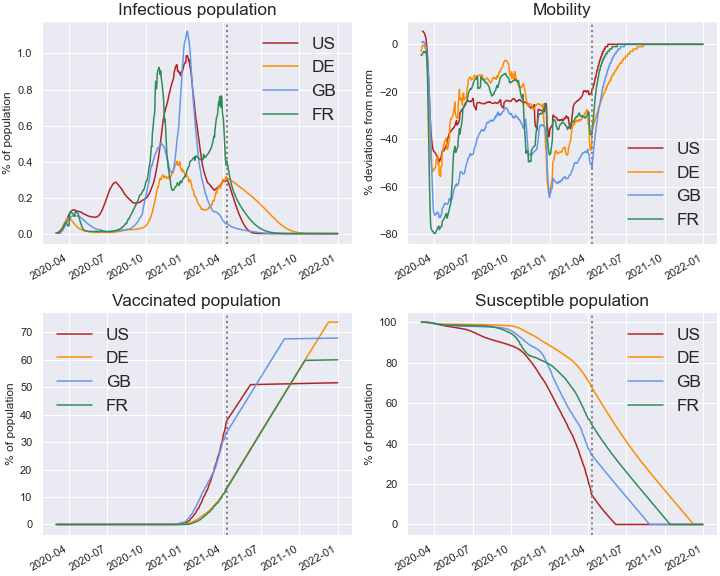 Infectious population
% of population
1.0
0.8
0.6
0.4
0.2
0.0
US
DE
GB
FR
2020-04
2020-07
2020-10
2021-01
2021-04
2021-07
2021-10
2022-01
Mobility
% deviations from norm
0
−20
−40
−60
−80
US
DE
GB
FR
2020-04
2020-07
2020-10
2021-01
2021-04
2021-07
2021-10
2022-01
Vaccinated population
% of population
70
60
50
40
30
20
10
0
US
DE
GB
FR
2020-04
2020-07
2020-10
2021-01
2021-04
2021-07
2021-10
2022-01
Susceptible population
% of population
100
80
60
40
20
0
US
DE
GB
FR
2020-04
2020-07
2020-10
2021-01
2021-04
2021-07
2021-10
2022-01